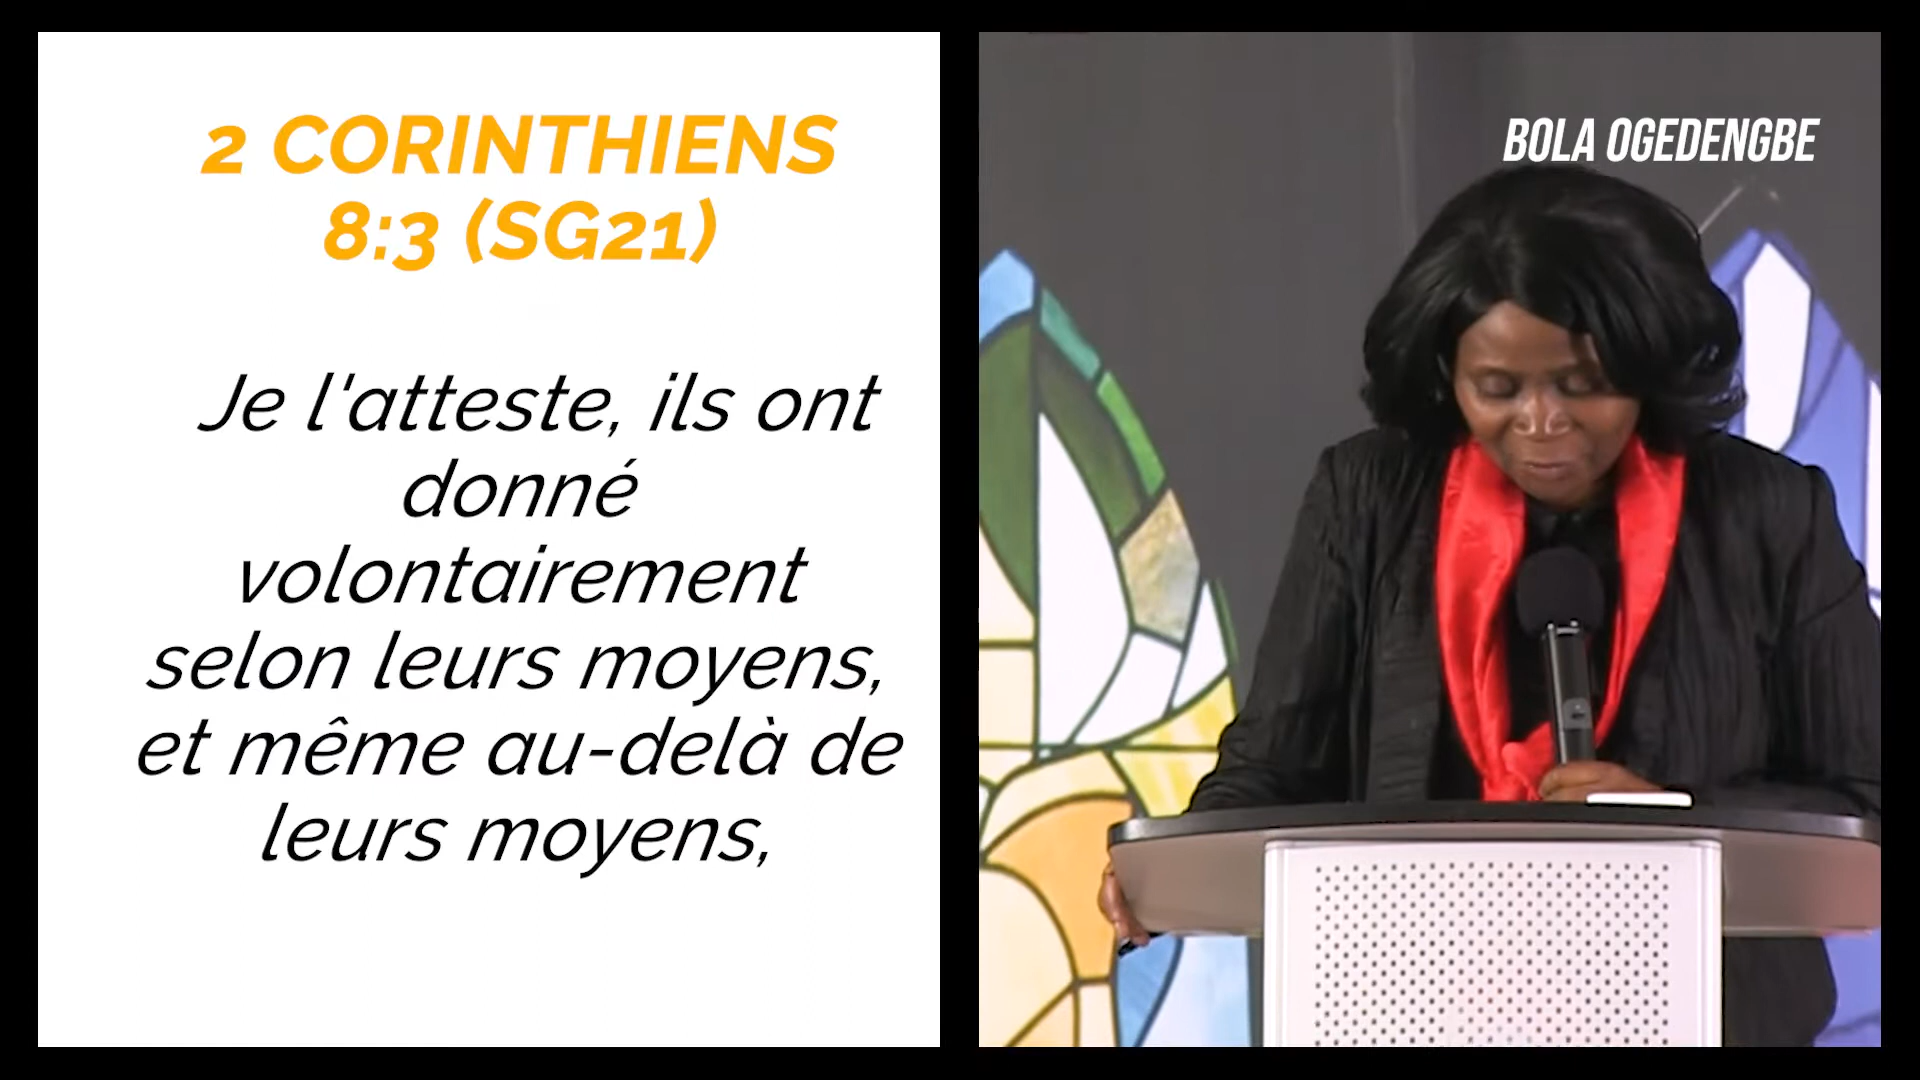 2 CORINTHIENS
8:3 (SG21)
Je l'atteste, ils ont
donné
volontairement
selon leurs moyens,
et même au-delà de
leurs moyens,
BOLA OGEDENGBE